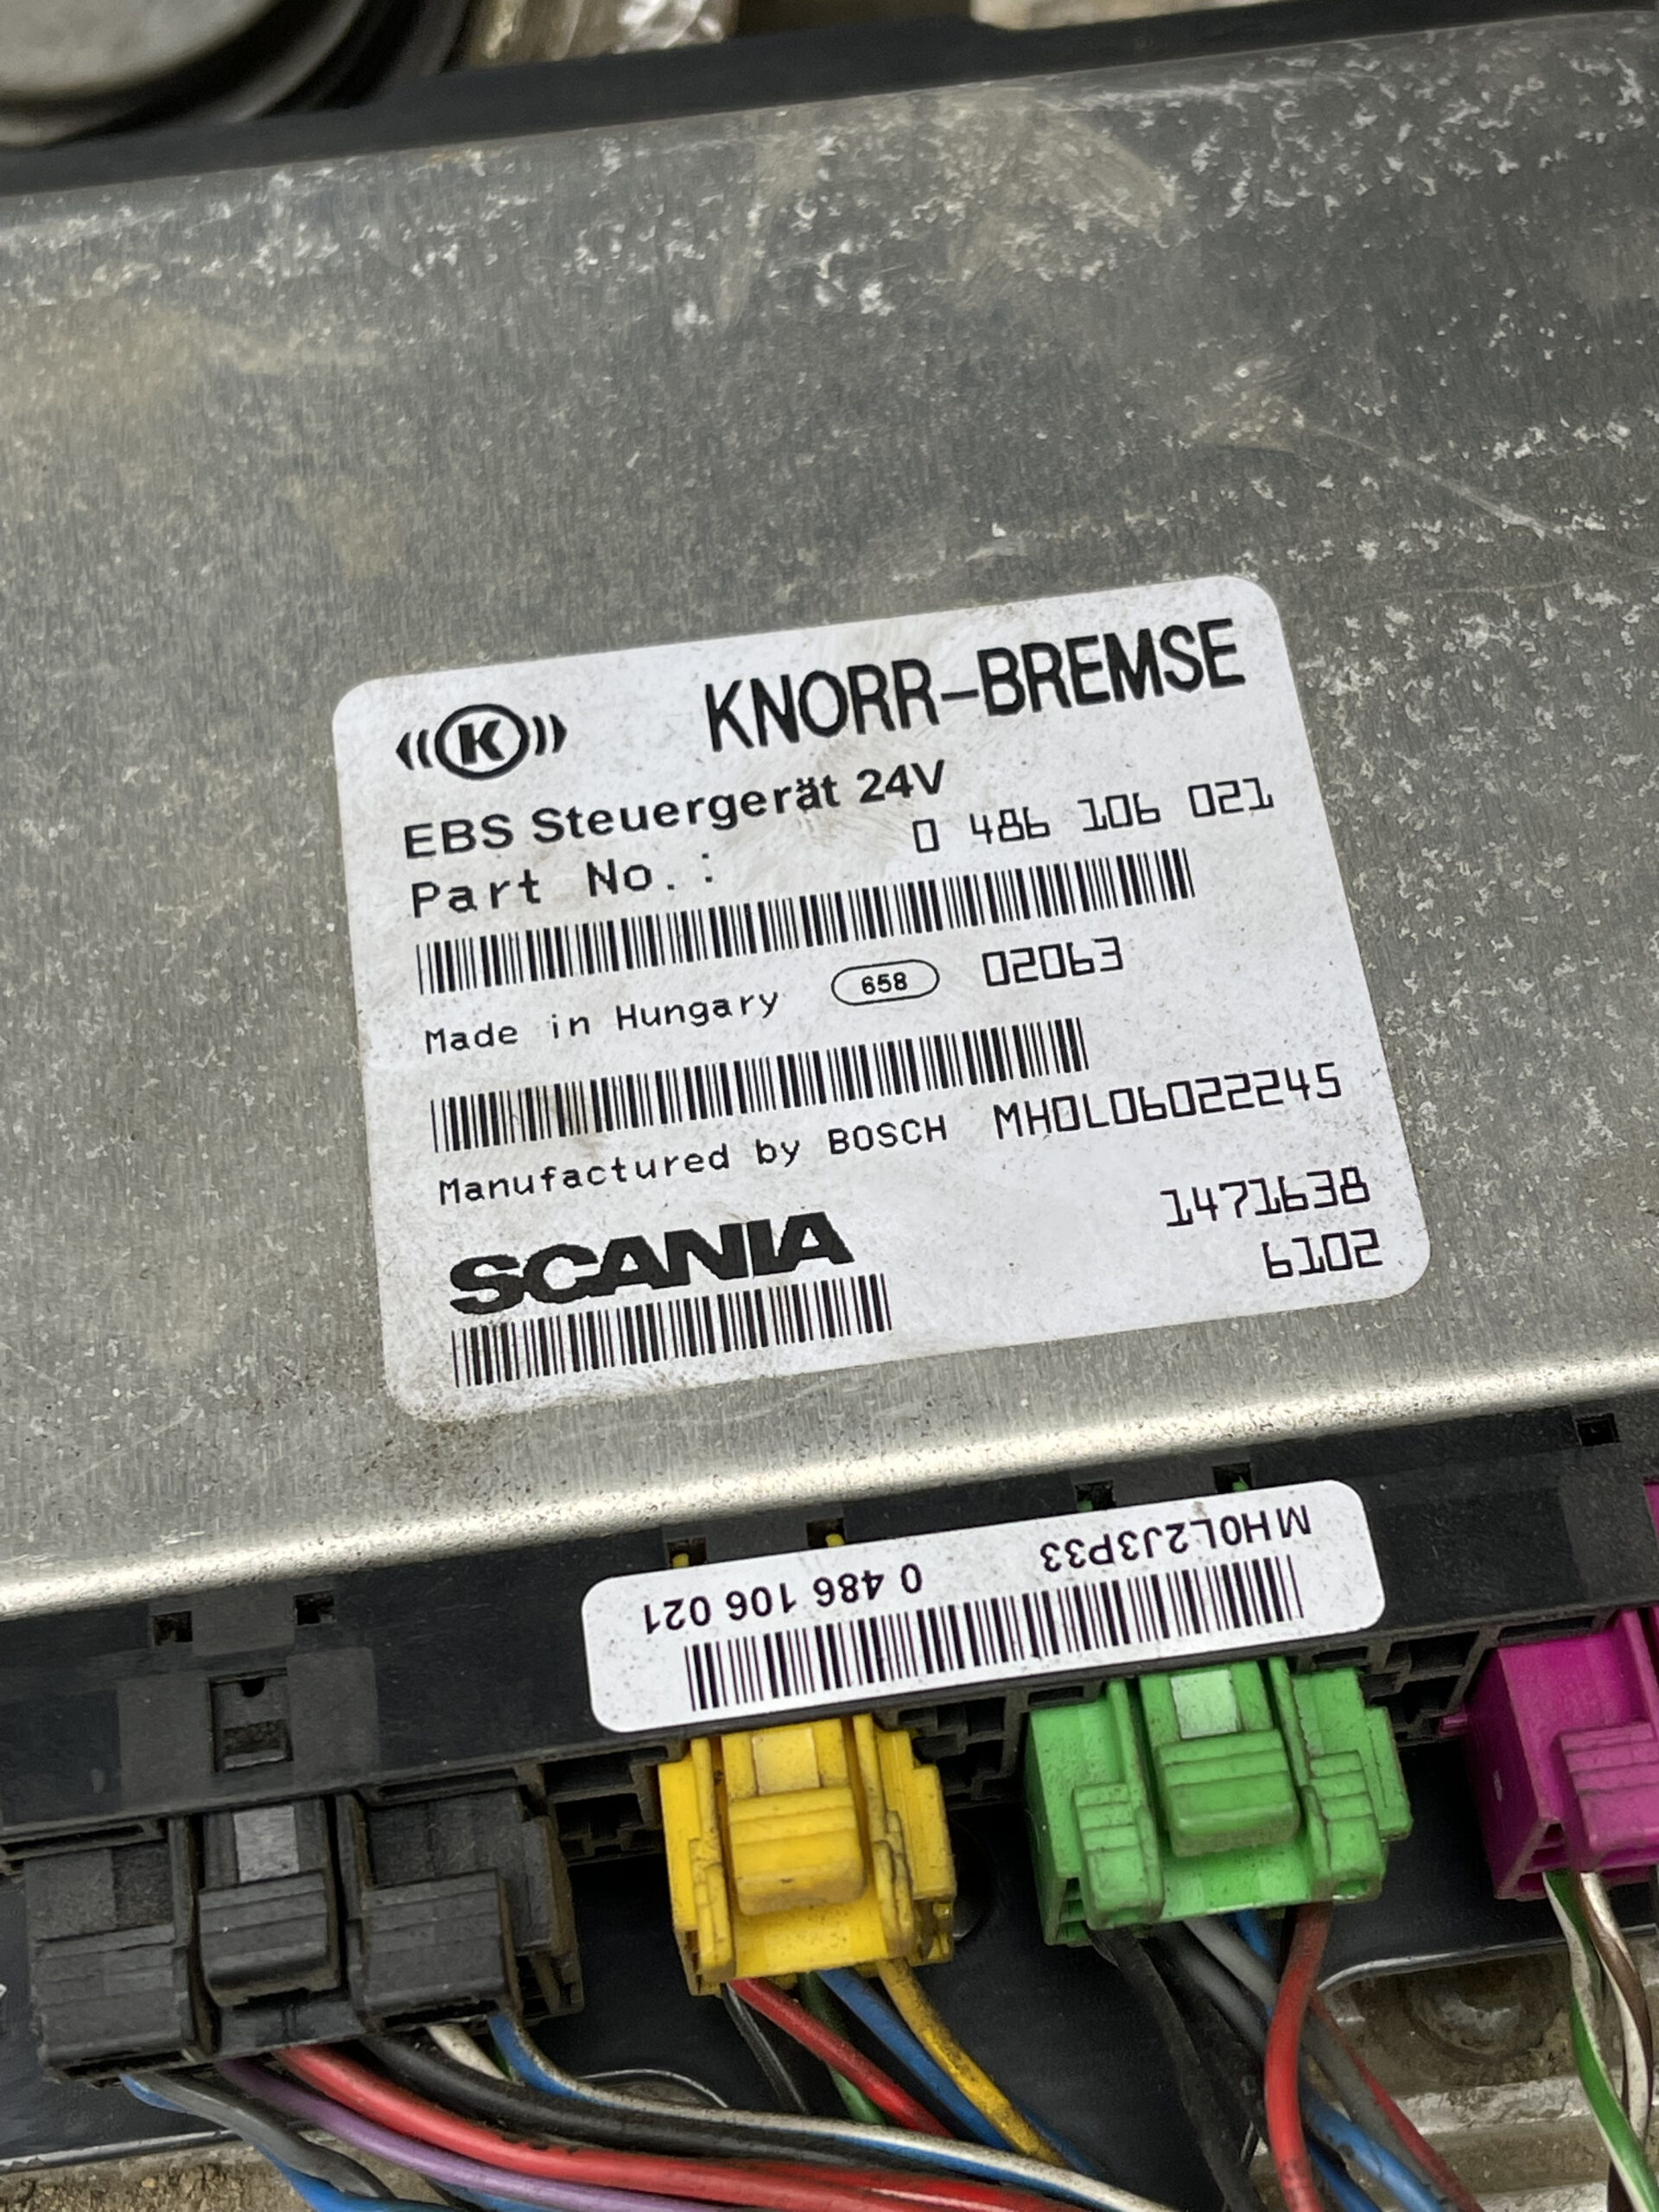 K KNORR-BREMSE
EBS Steuergerät 24V
Part No.: 0 486 106 021
Made in Hungary 658 02063
Manufactured by BOSCH MH0L06022245
SCANIA 1471638
6102
MH0L2J3P33 0 486 106 021